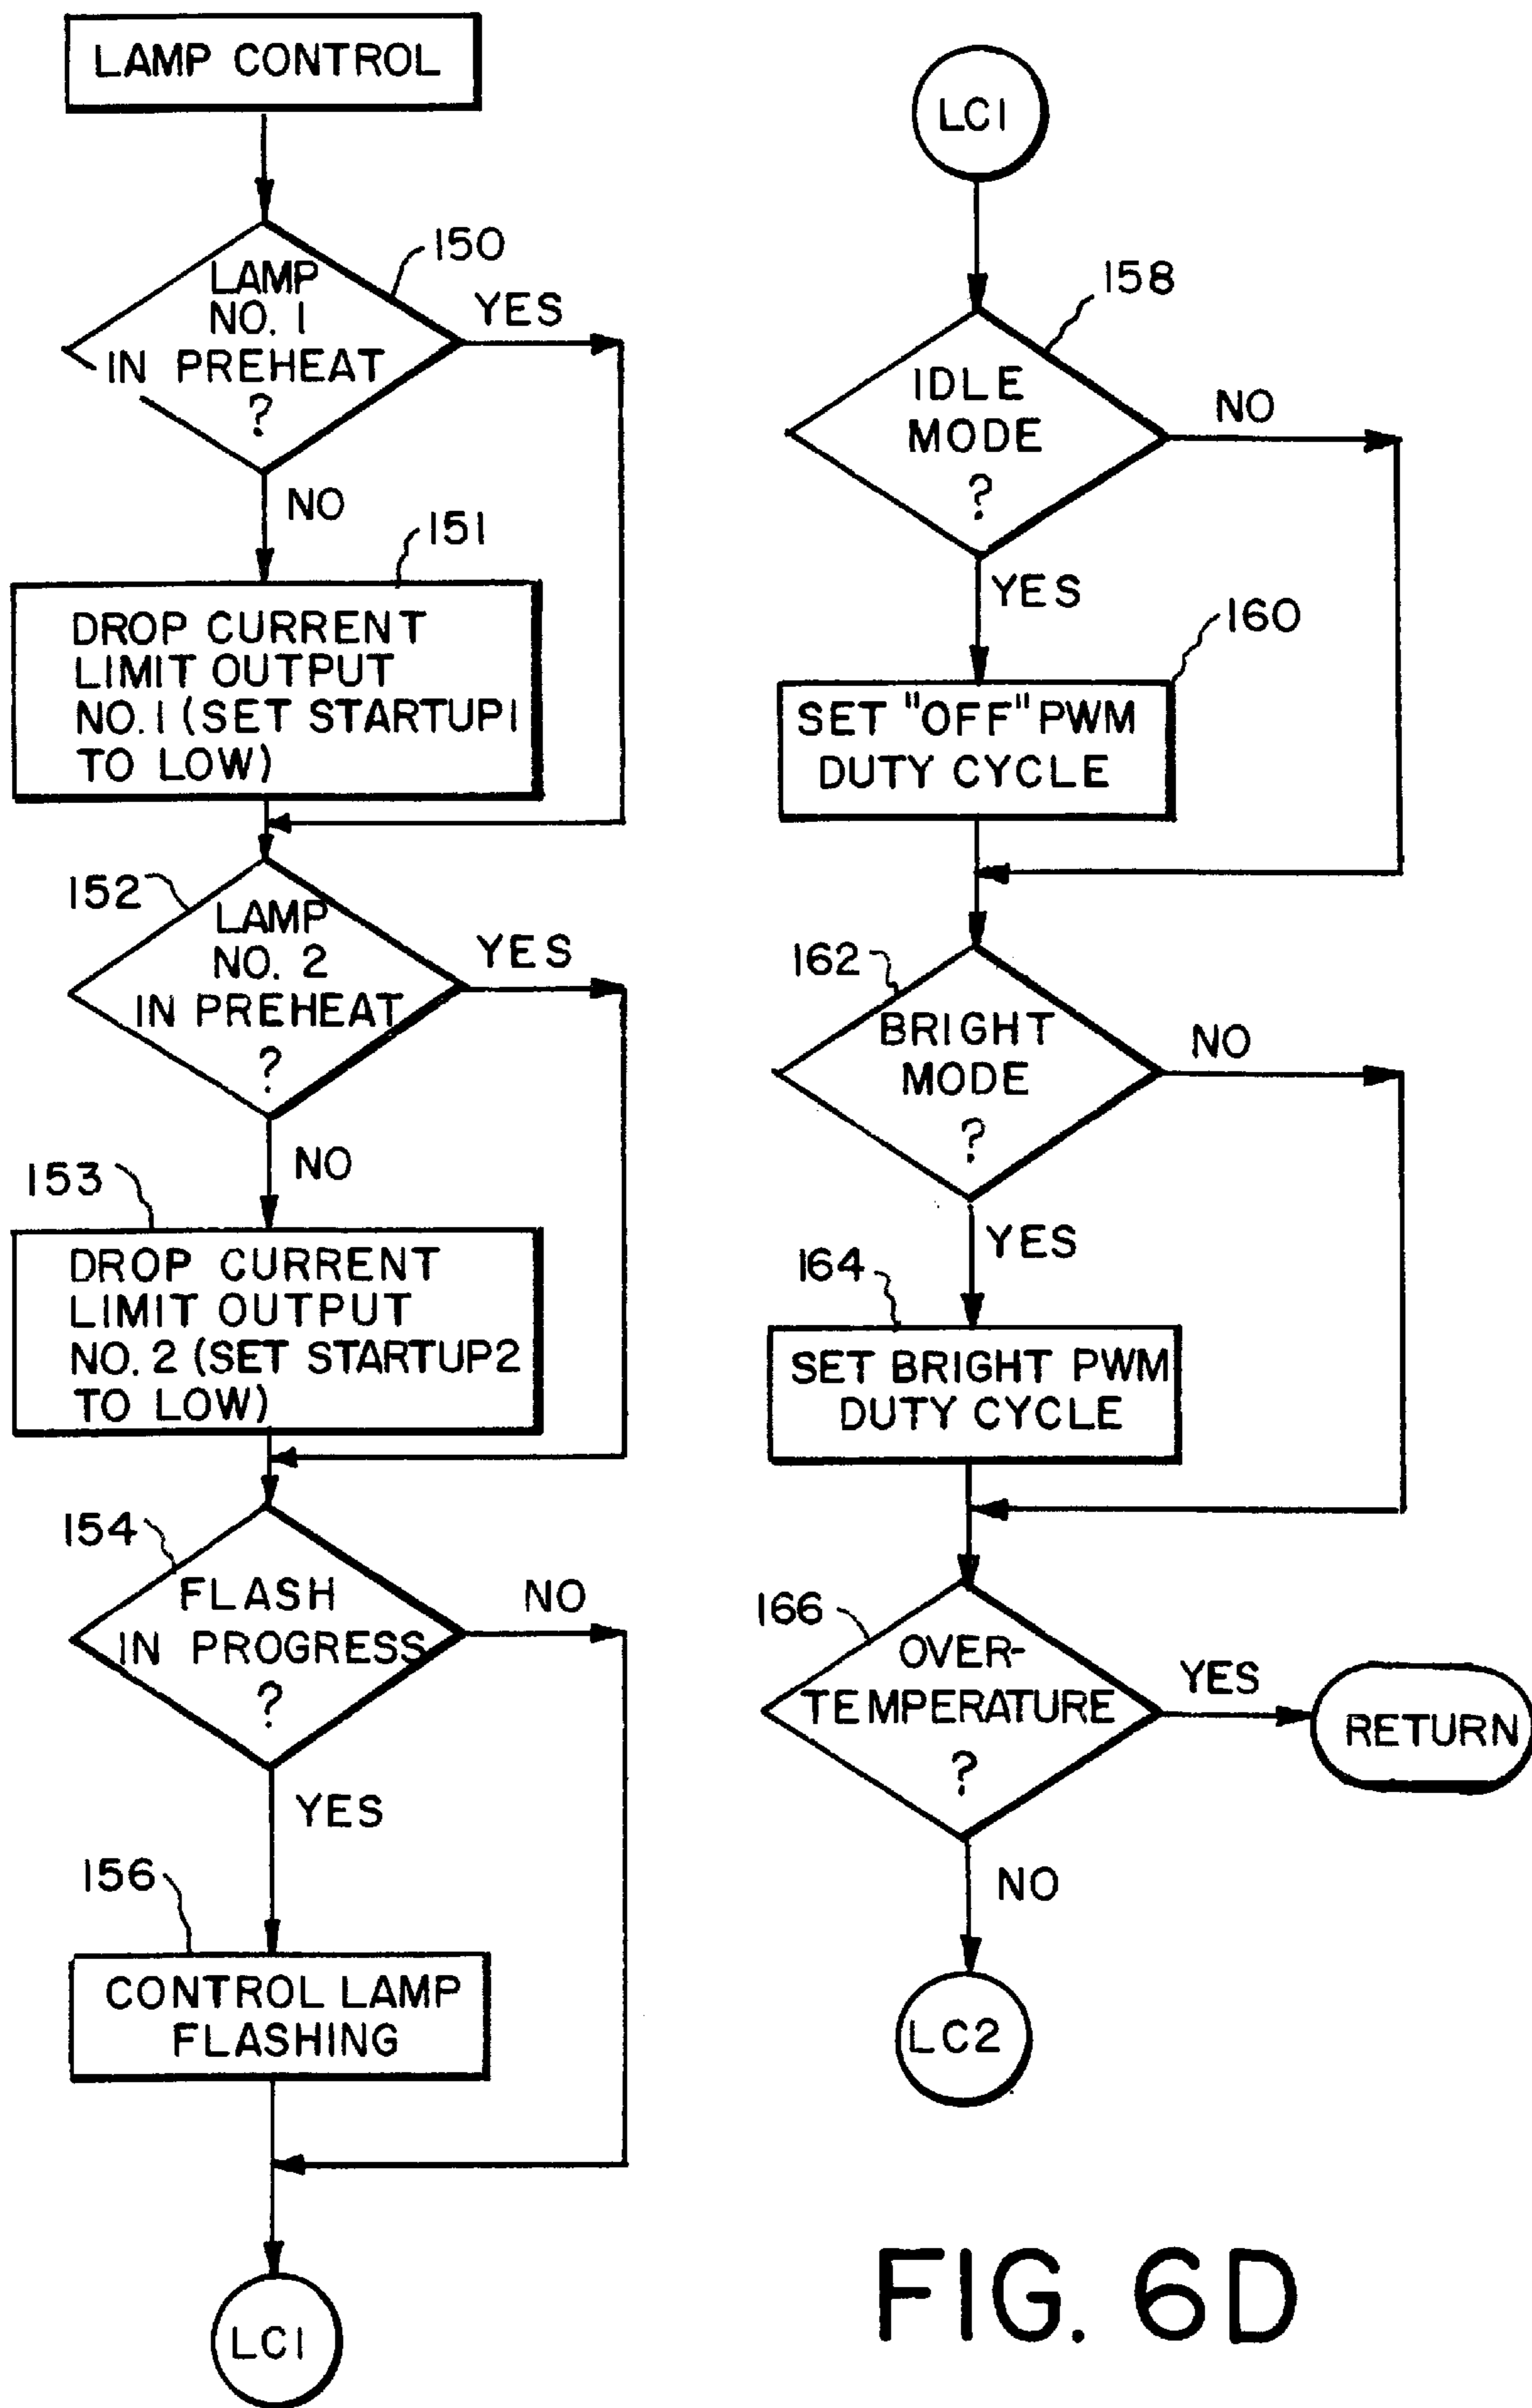 LAMP CONTROL
150
LAMP
NO. 1
IN PREHEAT
?
YES
NO
151
DROP CURRENT
LIMIT OUTPUT
NO. 1 (SET STARTUP1
TO LOW)
152
LAMP
NO. 2
IN PREHEAT
?
YES
NO
153
DROP CURRENT
LIMIT OUTPUT
NO. 2 (SET STARTUP2
TO LOW)
154
FLASH
IN PROGRESS
?
NO
YES
156
CONTROL LAMP
FLASHING
LC1
LC1
158
IDLE
MODE
?
NO
YES
160
SET "OFF" PWM
DUTY CYCLE
162
BRIGHT
MODE
?
NO
YES
164
SET BRIGHT PWM
DUTY CYCLE
166
OVER-
TEMPERATURE
?
YES
RETURN
NO
LC2
FIG. 6D